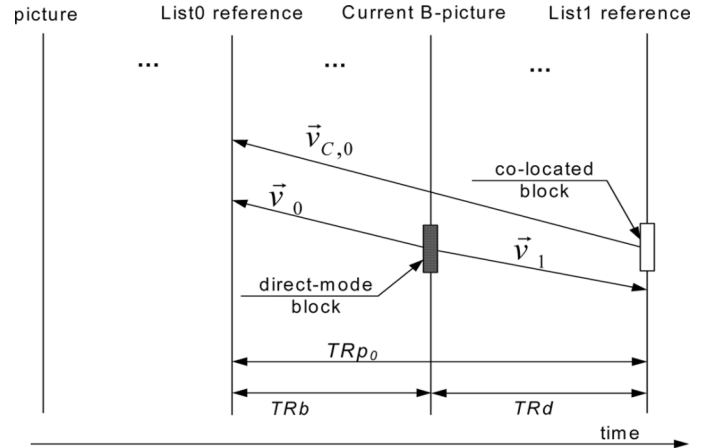 picture List0 reference Current B-picture List1 reference
... ... ...
v⃗ C,0
co-located
block
v⃗ 0
v⃗ 1
direct-mode
block
TRp0
TRb TRd
time